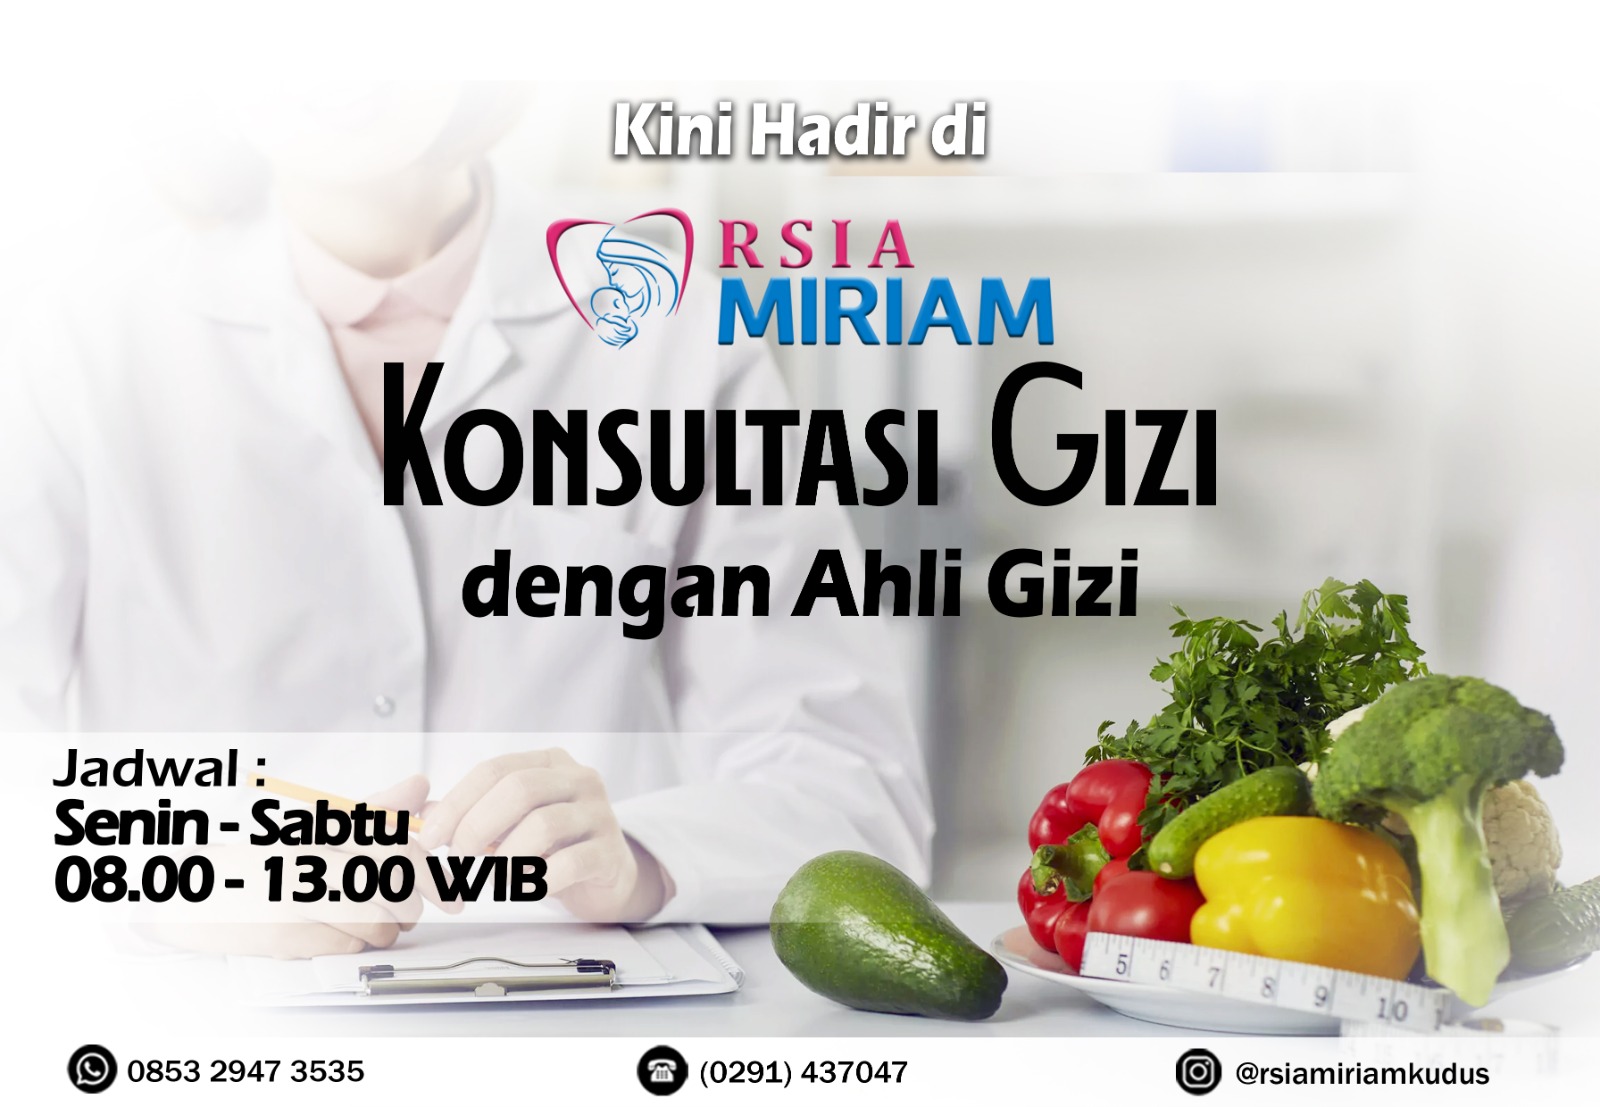 Kini Hadir di
RSIA
MIRIAM
KONSULTASI GIZI
dengan Ahli Gizi
Jadwal :
Senin - Sabtu
08.00 - 13.00 WIB
5 6 7 8 9 10
0853 2947 3535
(0291) 437047
@rsiamiriamkudus